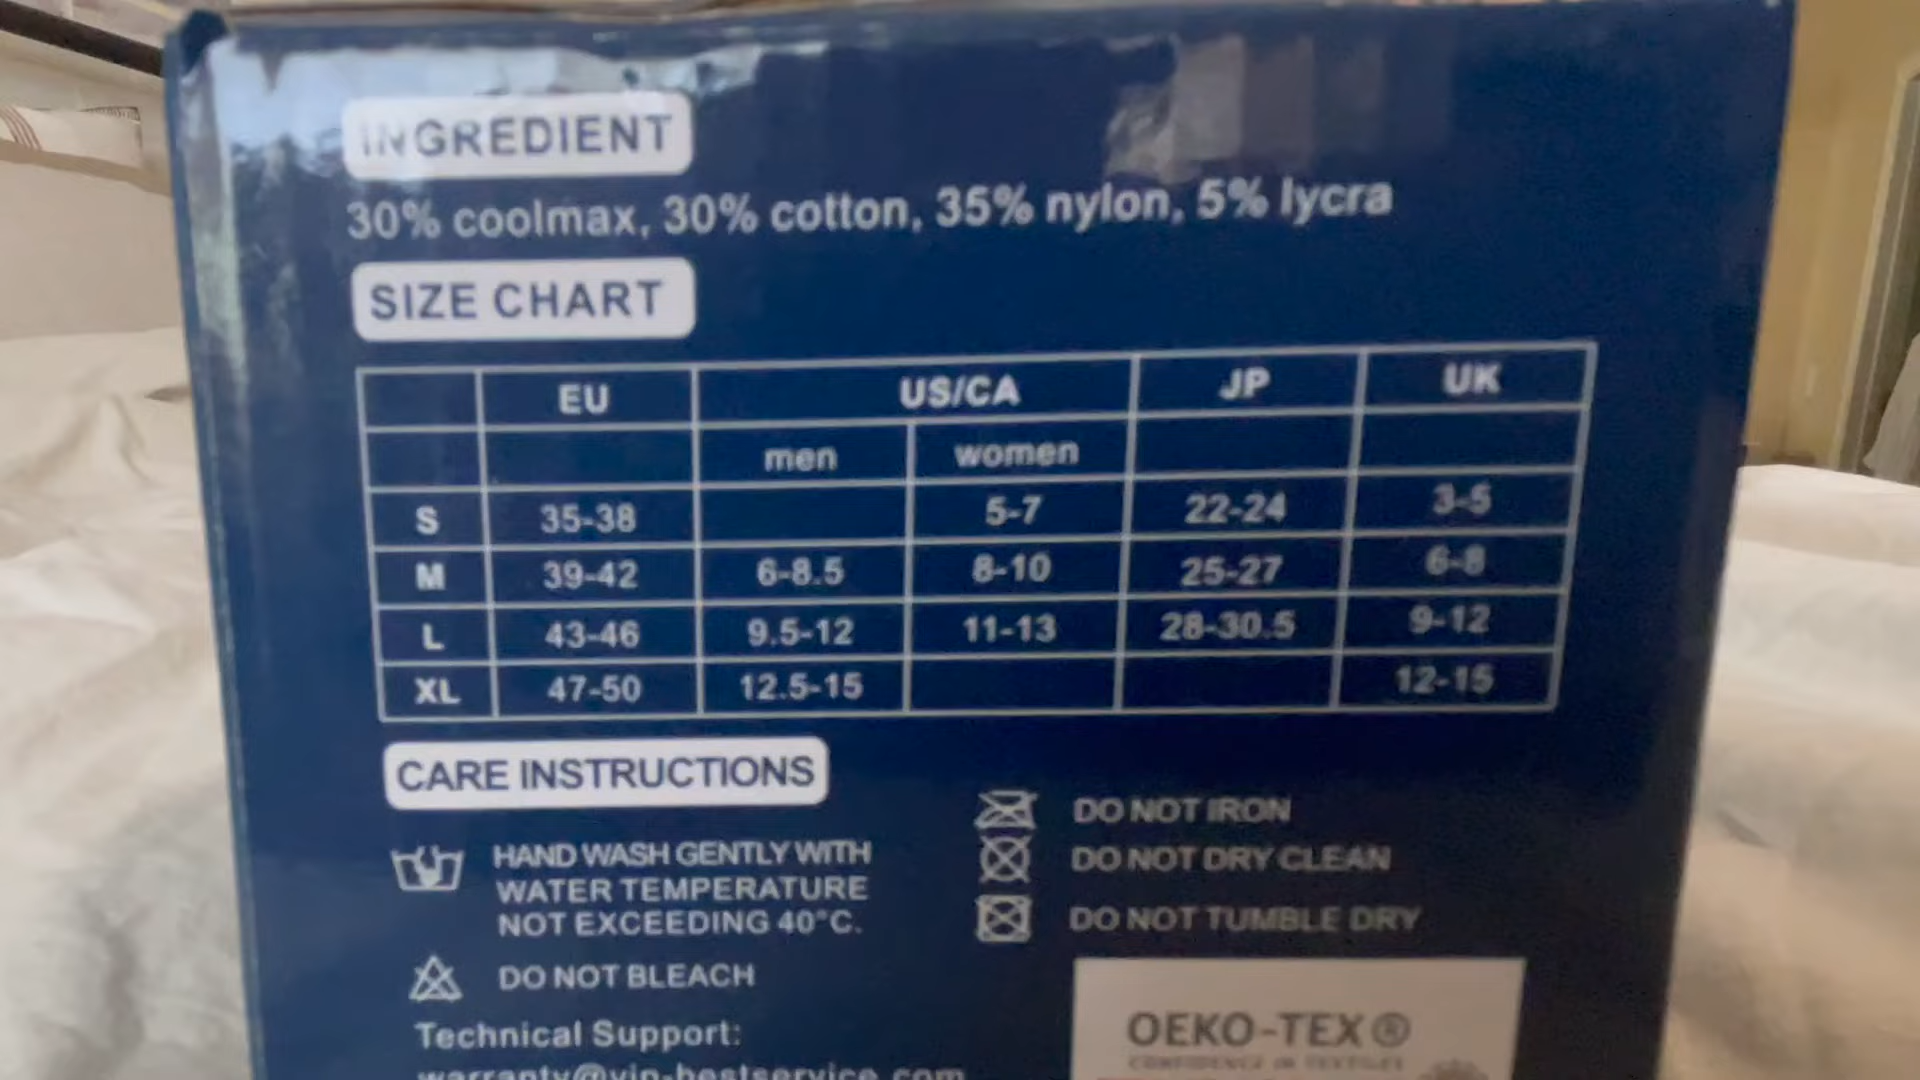 INGREDIENT
30% coolmax, 30% cotton, 35% nylon, 5% lycra
SIZE CHART
EU US/CA JP UK
men women
S 35-38 5-7 22-24 3-5
M 39-42 6-8.5 8-10 25-27 6-8
L 43-46 9.5-12 11-13 28-30.5 9-12
XL 47-50 12.5-15 12-15
CARE INSTRUCTIONS
HAND WASH GENTLY WITH
WATER TEMPERATURE
NOT EXCEEDING 40°C.
DO NOT BLEACH
DO NOT IRON
DO NOT DRY CLEAN
DO NOT TUMBLE DRY
Technical Support:
warranty@vip-bestservice.com
OEKO-TEX®
CONFIDENCE IN TEXTILES